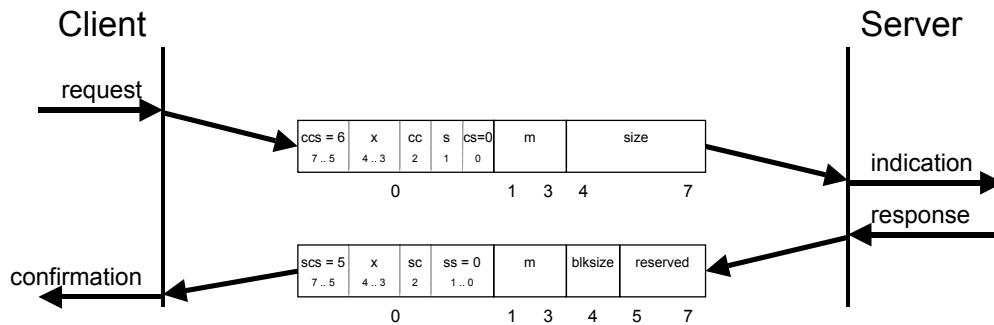 Client Server
request
ccs = 6 x cc s cs=0 m size
7 .. 5 4 .. 3 2 1 0
0 1 3 4 7
indication
response
scs = 5 x sc ss = 0 m blksize reserved
7 .. 5 4 .. 3 2 1 .. 0
confirmation
0 1 3 4 5 7